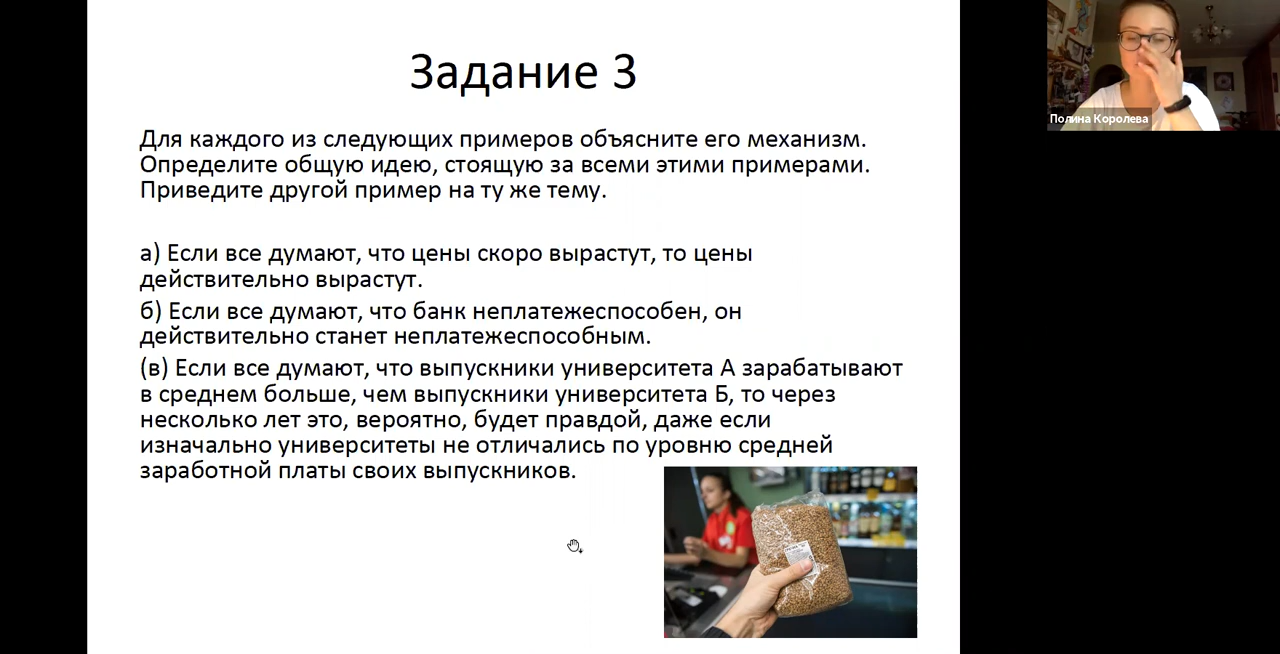 Задание 3
Для каждого из следующих примеров объясните его механизм.
Определите общую идею, стоящую за всеми этими примерами.
Приведите другой пример на ту же тему.
а) Если все думают, что цены скоро вырастут, то цены
действительно вырастут.
б) Если все думают, что банк неплатежеспособен, он
действительно станет неплатежеспособным.
(в) Если все думают, что выпускники университета А зарабатывают
в среднем больше, чем выпускники университета Б, то через
несколько лет это, вероятно, будет правдой, даже если
изначально университеты не отличались по уровню средней
заработной платы своих выпускников.
Полина Королева